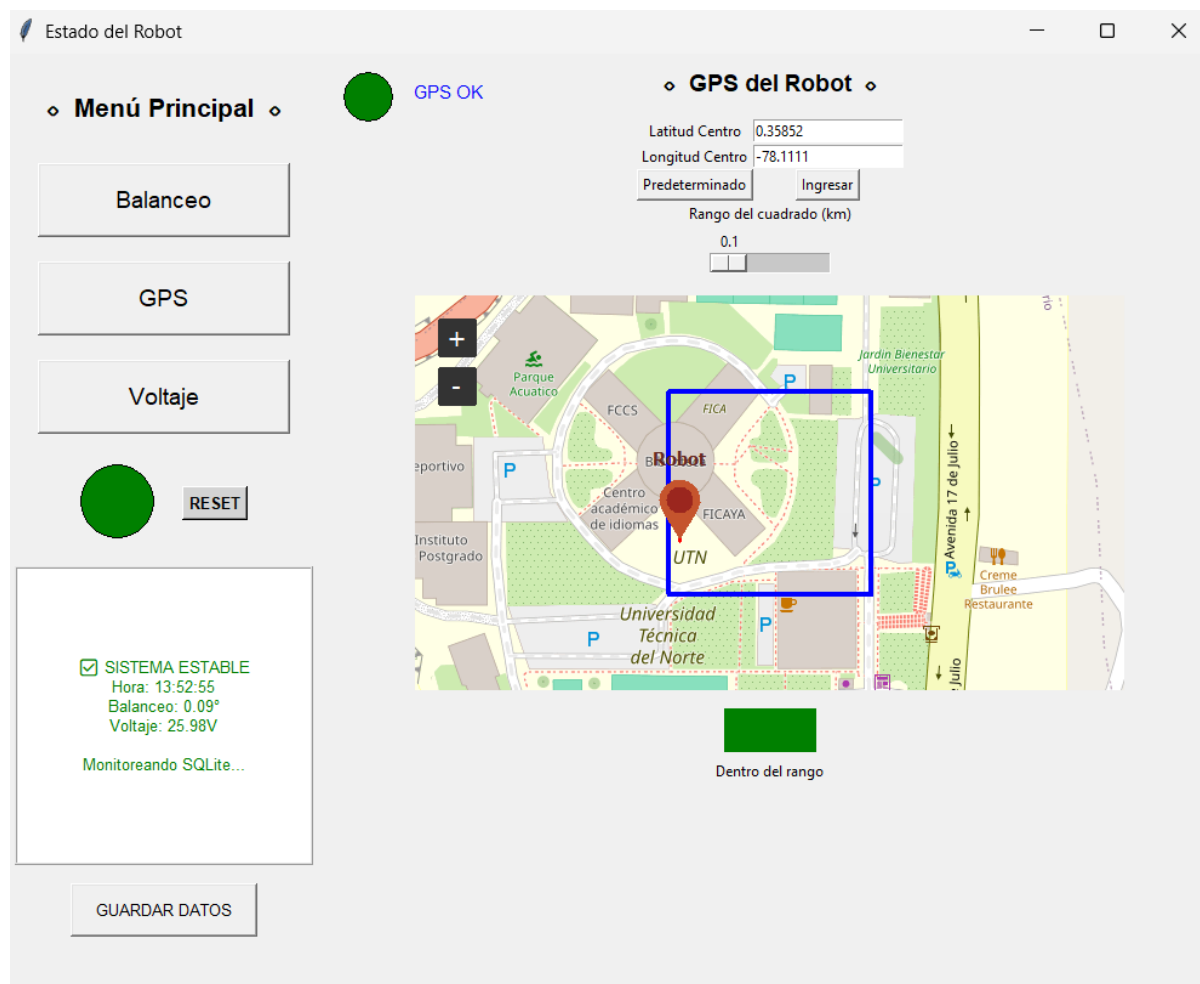 Estado del Robot
Menú Principal
Balanceo
GPS
Voltaje
RESET
SISTEMA ESTABLE
Hora: 13:52:55
Balanceo: 0.09°
Voltaje: 25.98V
Monitoreando SQLite...
GUARDAR DATOS
GPS OK
GPS del Robot
Latitud Centro 0.35852
Longitud Centro -78.1111
Predeterminado Ingresar
Rango del cuadrado (km)
0.1
+
-
Parque
Acuatico
FCCS
FICA
P
Jardin Bienestar
Universitario
Robot
P
Centro
académico
de idiomas
FICAYA
P
Instituto
Postgrado
UTN
Avenida 17 de Julio
Creme
Brulee
Restaurante
Universidad
Técnica
del Norte
P
P
Julio
Dentro del rango